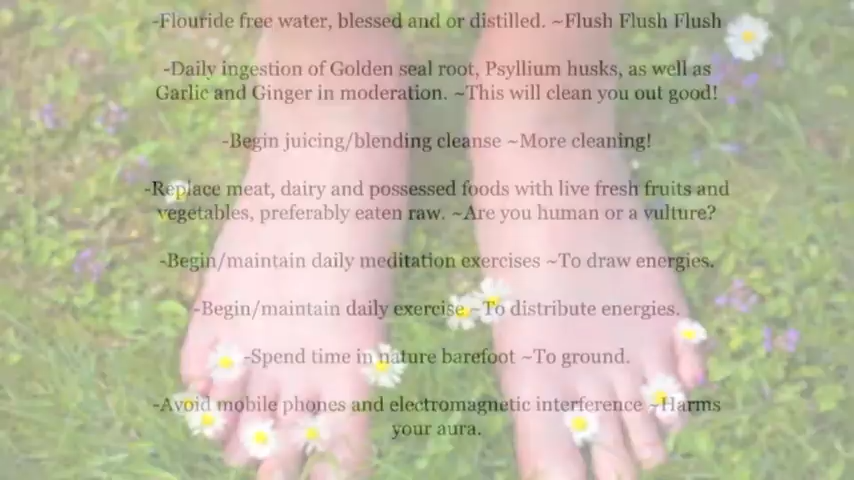 -Flouride free water, blessed and or distilled. ~Flush Flush Flush
-Daily ingestion of Golden seal root, Psyllium husks, as well as
Garlic and Ginger in moderation. ~This will clean you out good!
-Begin juicing/blending cleanse ~More cleaning!
-Replace meat, dairy and possessed foods with live fresh fruits and
vegetables, preferably eaten raw. ~Are you human or a vulture?
-Begin/maintain daily meditation exercises ~To draw energies.
-Begin/maintain daily exercise ~To distribute energies.
-Spend time in nature barefoot ~To ground.
-Avoid mobile phones and electromagnetic interference ~Harms
your aura.